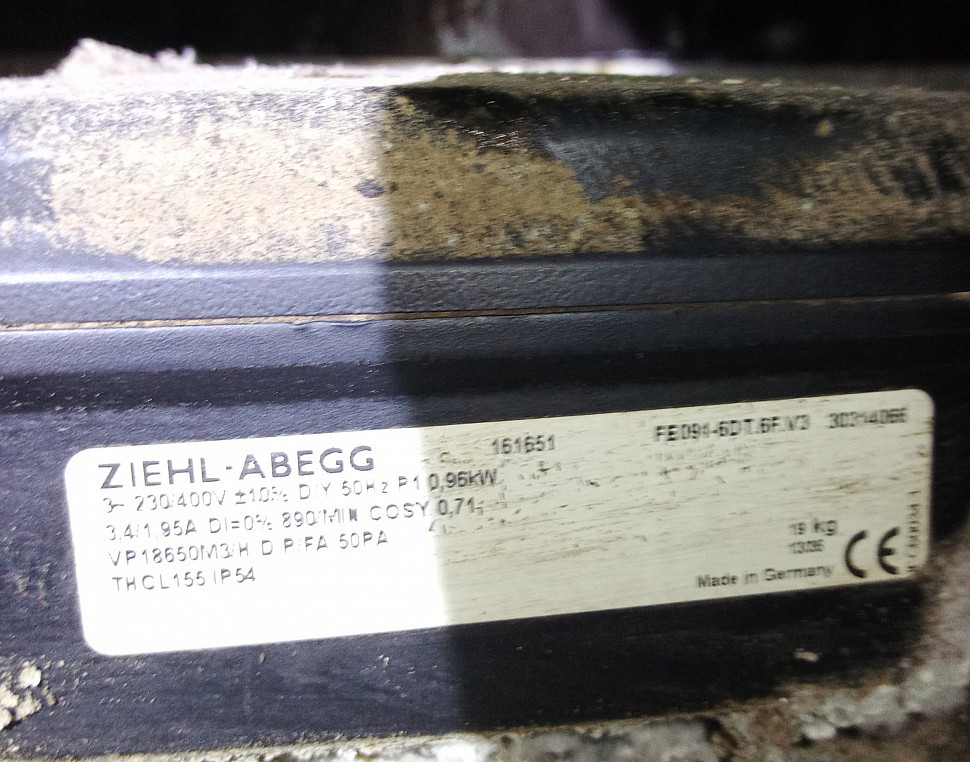 ZIEHL-ABEGG 161651 FE091-6DT.6F.V3 30314066
3~ 230/400V ±10% D/Y 50Hz P1 0,96kW
3,4/1,95A DI=0% 890/MIN COSY 0,71
VP18650M3/H D P/FA 50PA
THCL155 IP54
19 kg
Made in Germany CE